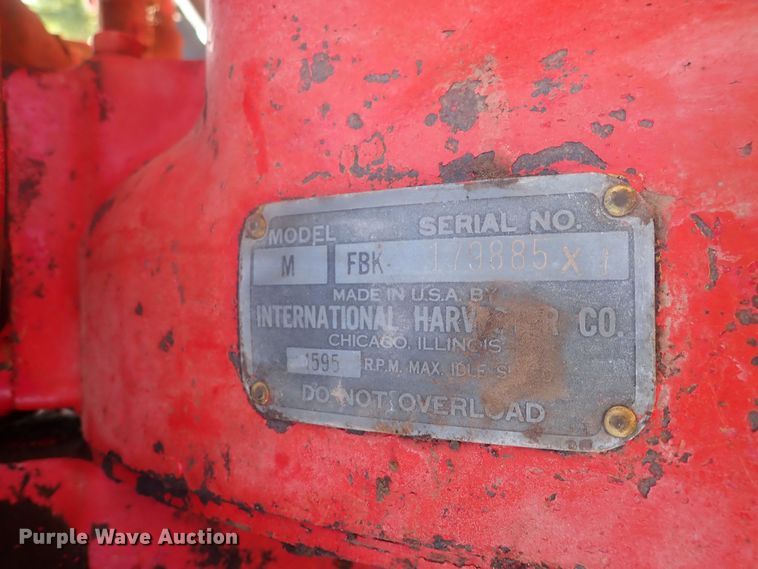 MODEL SERIAL NO.
M FBK- 179885 X 1
MADE IN U.S.A. BY
INTERNATIONAL HARVESTER CO.
CHICAGO, ILLINOIS
1595 R.P.M. MAX. IDLE
DO NOT OVERLOAD
Purple Wave Auction